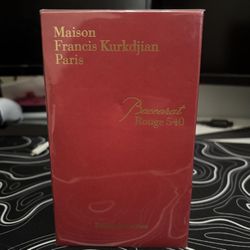 Maison
Francis Kurkdjian
Paris
Baccarat
Rouge 540